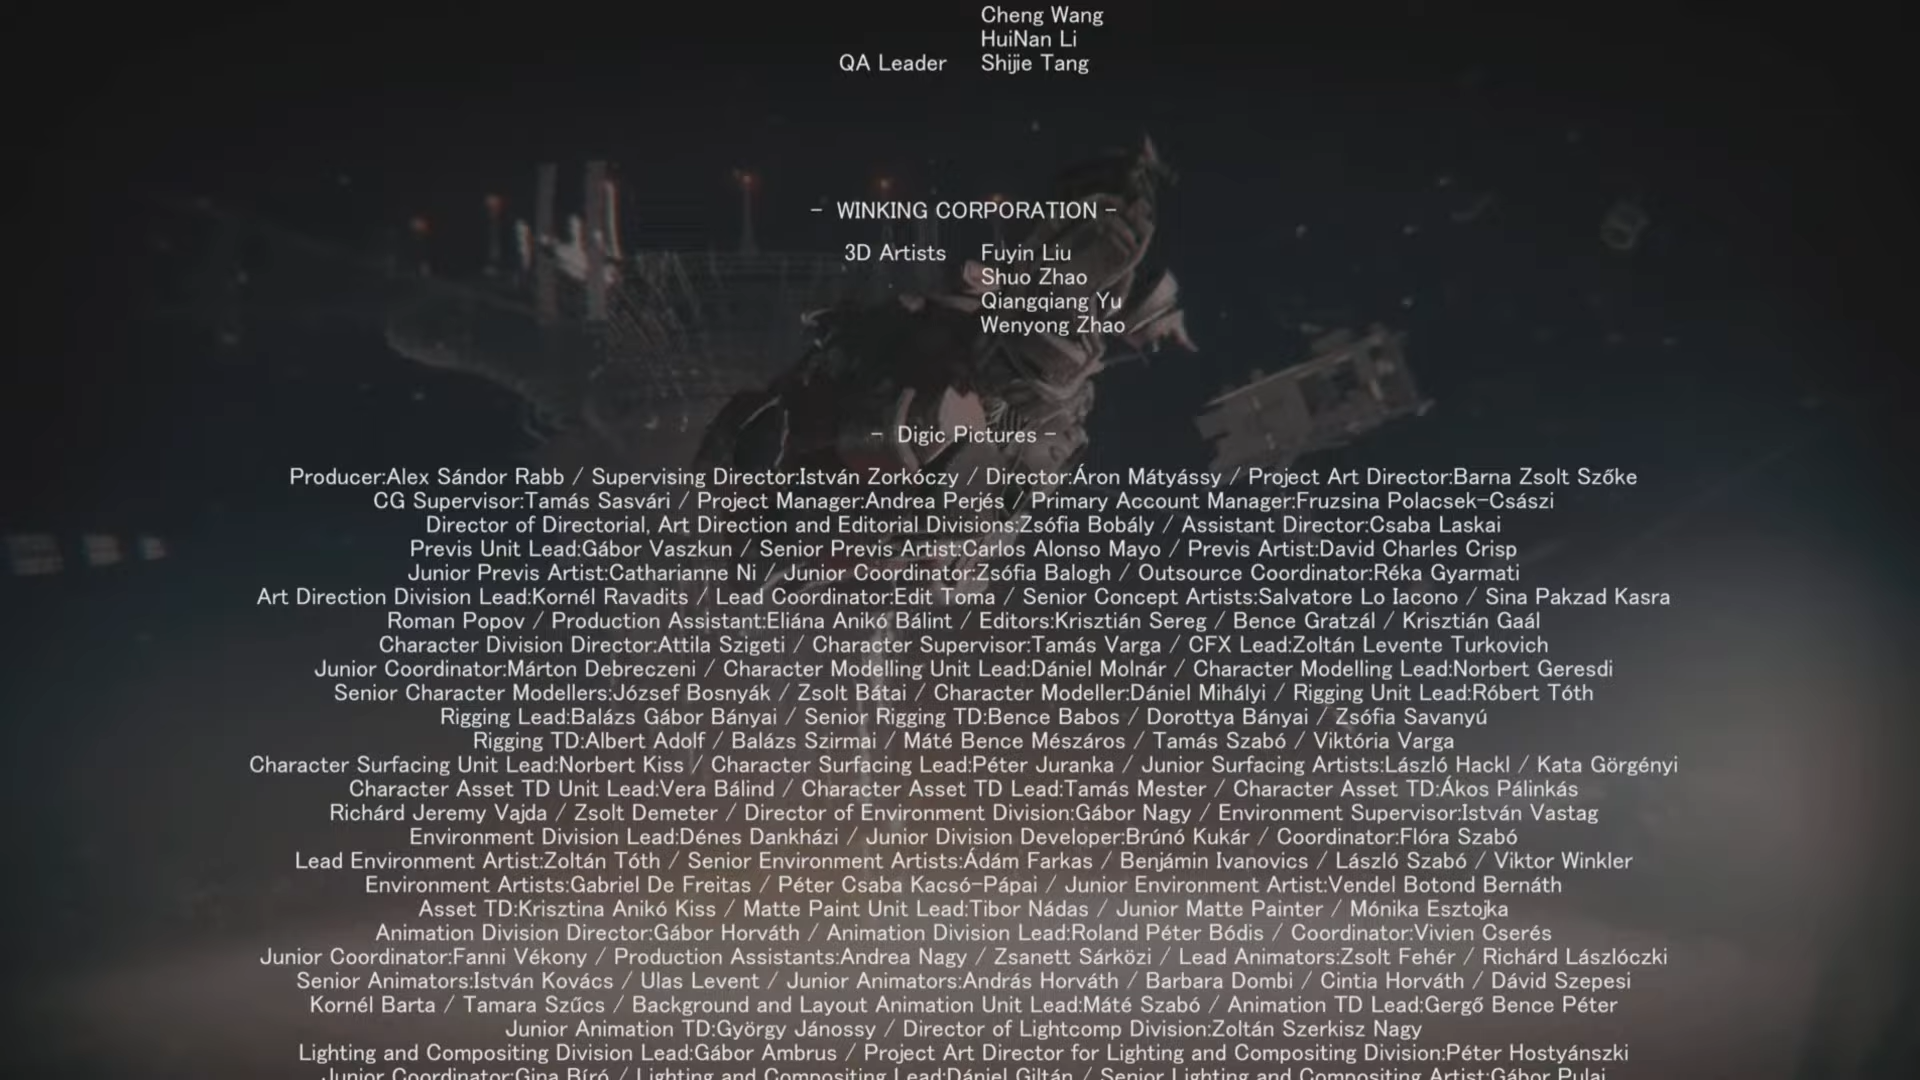 Cheng Wang
HuiNan Li
QA Leader Shijie Tang
- WINKING CORPORATION -
3D Artists Fuyin Liu
Shuo Zhao
Qiangqiang Yu
Wenyong Zhao
- Digic Pictures -
Producer:Alex Sándor Rabb / Supervising Director:István Zorkóczy / Director:Áron Mátyássy / Project Art Director:Barna Zsolt Szőke
CG Supervisor:Tamás Sasvári / Project Manager:Andrea Perjés / Primary Account Manager:Fruzsina Polacsek-Császi
Director of Directorial, Art Direction and Editorial Divisions:Zsófia Bobály / Assistant Director:Csaba Laskai
Previs Unit Lead:Gábor Vaszkun / Senior Previs Artist:Carlos Alonso Mayo / Previs Artist:David Charles Crisp
Junior Previs Artist:Catharianne Ni / Junior Coordinator:Zsófia Balogh / Outsource Coordinator:Réka Gyarmati
Art Direction Division Lead:Kornél Ravadits / Lead Coordinator:Edit Toma / Senior Concept Artists:Salvatore Lo Iacono / Sina Pakzad Kasra
Roman Popov / Production Assistant:Eliána Anikó Bálint / Editors:Krisztián Sereg / Bence Gratzál / Krisztián Gaál
Character Division Director:Attila Szigeti / Character Supervisor:Tamás Varga / CFX Lead:Zoltán Levente Turkovich
Junior Coordinator:Márton Debreczeni / Character Modelling Unit Lead:Dániel Molnár / Character Modelling Lead:Norbert Geresdi
Senior Character Modellers:József Bosnyák / Zsolt Bátai / Character Modeller:Dániel Mihályi / Rigging Unit Lead:Róbert Tóth
Rigging Lead:Balázs Gábor Bányai / Senior Rigging TD:Bence Babos / Dorottya Bányai / Zsófia Savanyú
Rigging TD:Albert Adolf / Balázs Szirmai / Máté Bence Mészáros / Tamás Szabó / Viktória Varga
Character Surfacing Unit Lead:Norbert Kiss / Character Surfacing Lead:Péter Juranka / Junior Surfacing Artists:László Hackl / Kata Görgényi
Character Asset TD Unit Lead:Vera Bálind / Character Asset TD Lead:Tamás Mester / Character Asset TD:Ákos Pálinkás
Richárd Jeremy Vajda / Zsolt Demeter / Director of Environment Division:Gábor Nagy / Environment Supervisor:István Vastag
Environment Division Lead:Dénes Dankházi / Junior Division Developer:Brúnó Kukár / Coordinator:Flóra Szabó
Lead Environment Artist:Zoltán Tóth / Senior Environment Artists:Ádám Farkas / Benjámin Ivanovics / László Szabó / Viktor Winkler
Environment Artists:Gabriel De Freitas / Péter Csaba Kacsó-Pápai / Junior Environment Artist:Vendel Botond Bernáth
Asset TD:Krisztina Anikó Kiss / Matte Paint Unit Lead:Tibor Nádas / Junior Matte Painter / Mónika Esztojka
Animation Division Director:Gábor Horváth / Animation Division Lead:Roland Péter Bódis / Coordinator:Vivien Cserés
Junior Coordinator:Fanni Vékony / Production Assistants:Andrea Nagy / Zsanett Sárközi / Lead Animators:Zsolt Fehér / Richárd Lászlóczki
Senior Animators:István Kovács / Ulas Levent / Junior Animators:András Horváth / Barbara Dombi / Cintia Horváth / Dávid Szepesi
Kornél Barta / Tamara Szűcs / Background and Layout Animation Unit Lead:Máté Szabó / Animation TD Lead:Gergő Bence Péter
Junior Animation TD:György Jánossy / Director of Lightcomp Division:Zoltán Szerkisz Nagy
Lighting and Compositing Division Lead:Gábor Ambrus / Project Art Director for Lighting and Compositing Division:Péter Hostyánszki
Junior Coordinator:Gina Bíró / Lighting and Compositing Lead:Dániel Giltán / Senior Lighting and Compositing Artist:Gábor Pulai